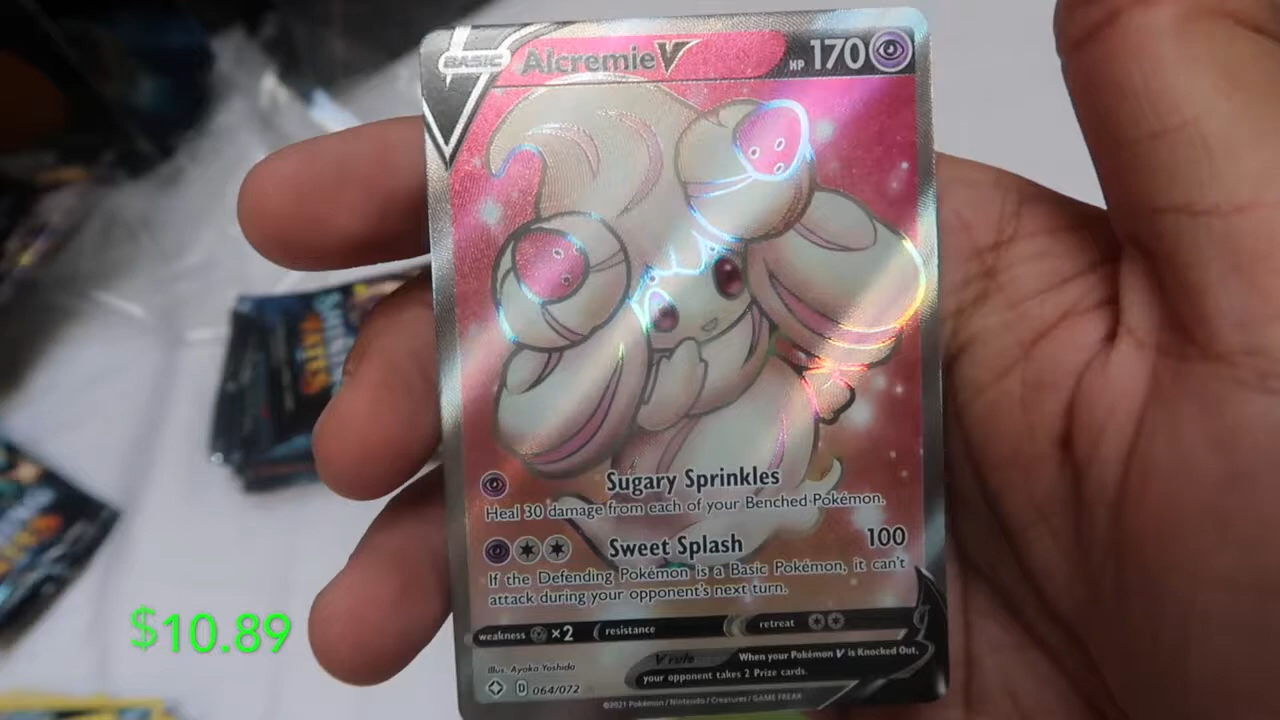 BASIC Alcremie V HP 170
Sugary Sprinkles
Heal 30 damage from each of your Benched Pokémon.
Sweet Splash 100
If the Defending Pokémon is a Basic Pokémon, it can't
attack during your opponent's next turn.
weakness ×2 resistance retreat
V rule When your Pokémon V is Knocked Out,
your opponent takes 2 Prize cards.
Illus. Ayaka Yoshida
D 064/072
©2021 Pokémon / Nintendo / Creatures / GAME FREAK
$10.89